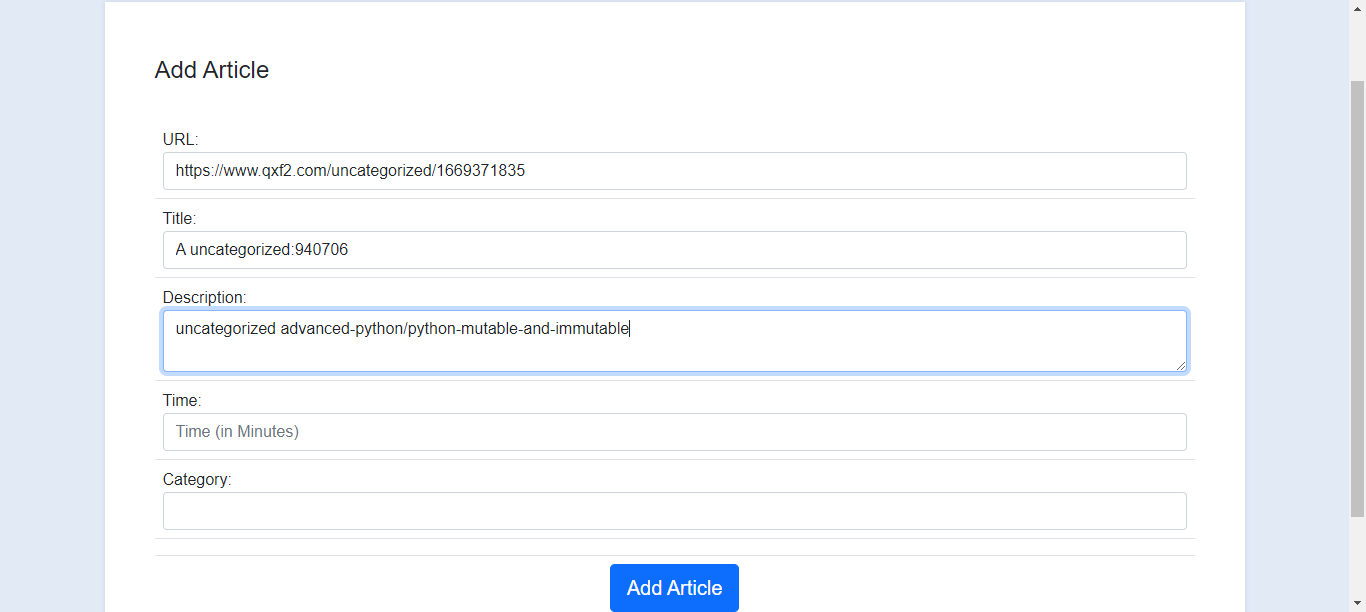 Add Article
URL:
https://www.qxf2.com/uncategorized/1669371835
Title:
A uncategorized:940706
Description:
uncategorized advanced-python/python-mutable-and-immutable
Time:
Time (in Minutes)
Category:
Add Article